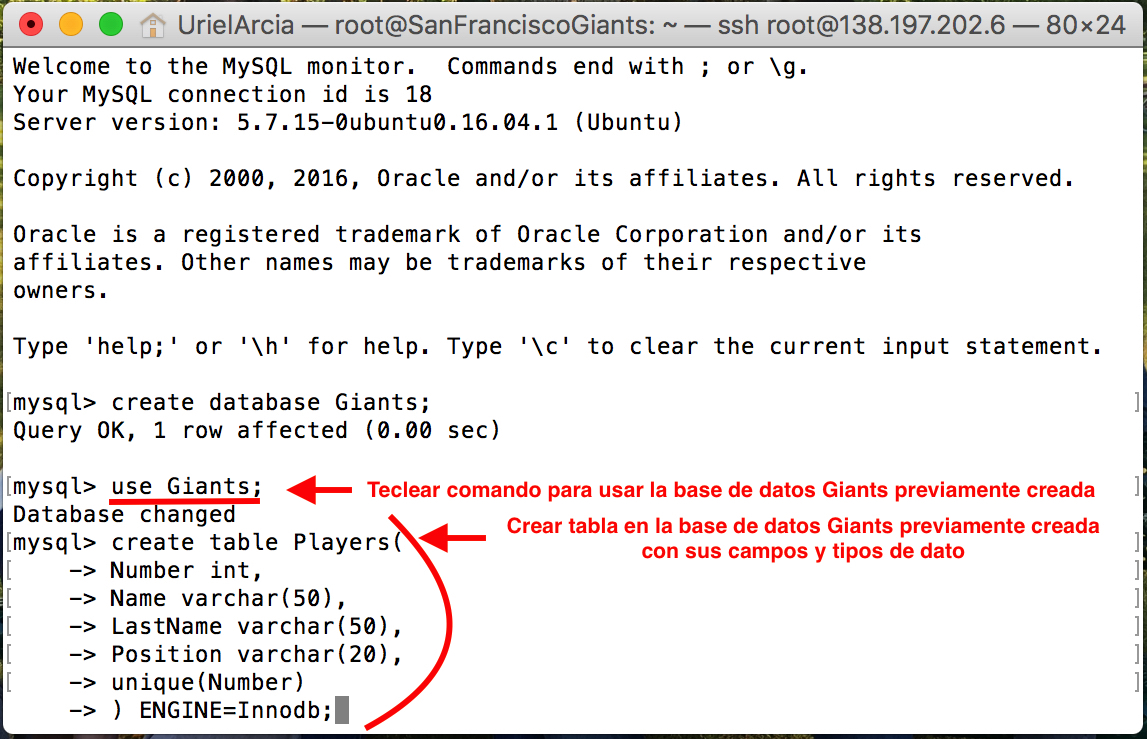 UrielArcia — root@SanFranciscoGiants: ~ — ssh root@138.197.202.6 — 80×24
Welcome to the MySQL monitor.  Commands end with ; or \g.
Your MySQL connection id is 18
Server version: 5.7.15-0ubuntu0.16.04.1 (Ubuntu)
Copyright (c) 2000, 2016, Oracle and/or its affiliates. All rights reserved.
Oracle is a registered trademark of Oracle Corporation and/or its
affiliates. Other names may be trademarks of their respective
owners.
Type 'help;' or '\h' for help. Type '\c' to clear the current input statement.
[mysql> create database Giants; ]
Query OK, 1 row affected (0.00 sec)
[mysql> use Giants; ]
Teclear comando para usar la base de datos Giants previamente creada
Database changed
[mysql> create table Players( ]
Crear tabla en la base de datos Giants previamente creada
con sus campos y tipos de dato
[    -> Number int, ]
[    -> Name varchar(50), ]
[    -> LastName varchar(50), ]
[    -> Position varchar(20), ]
[    -> unique(Number) ]
    -> ) ENGINE=Innodb;